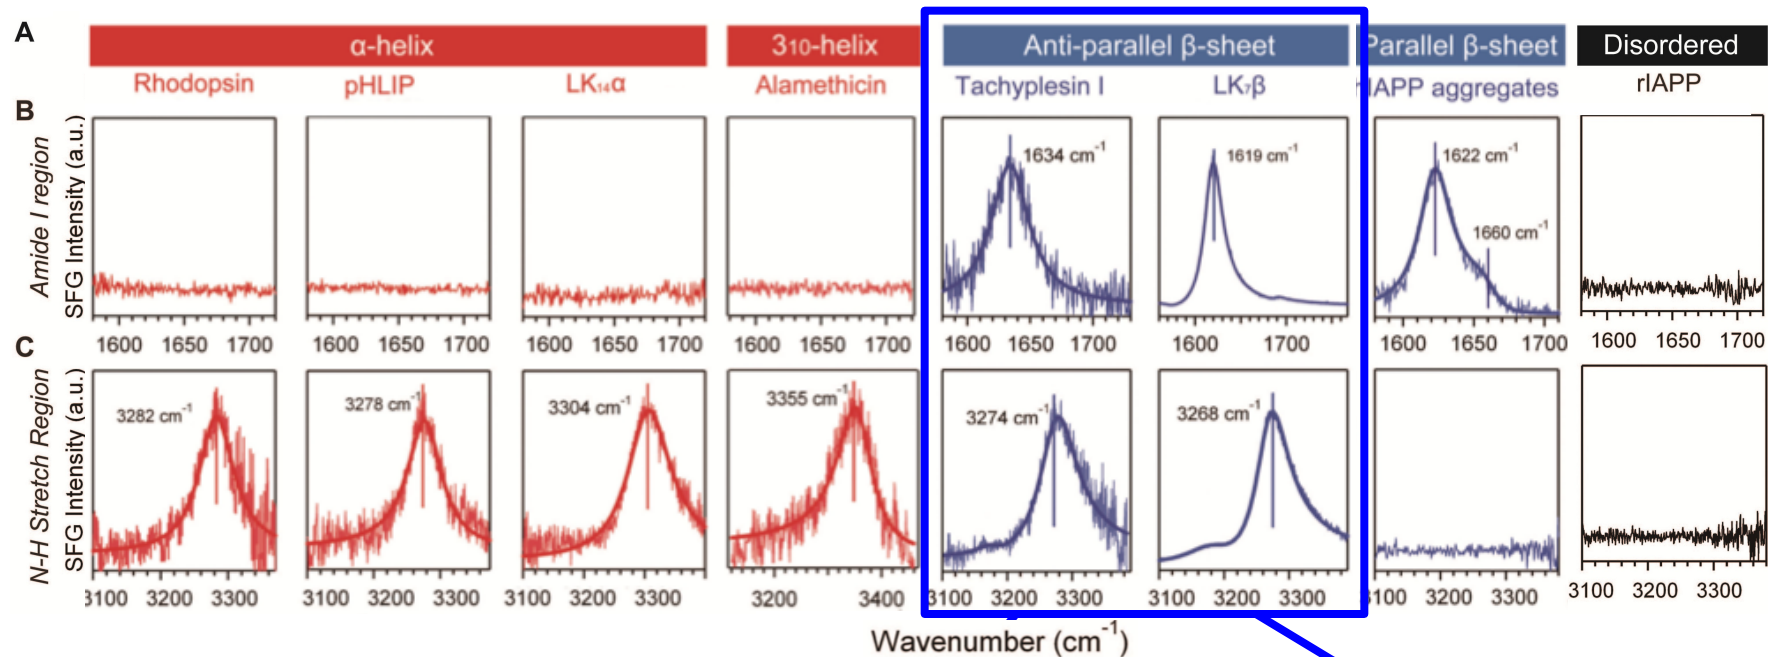 A
α-helix
3₁₀-helix
Anti-parallel β-sheet
Parallel β-sheet
Disordered
Rhodopsin
pHLIP
LK₁₄α
Alamethicin
Tachyplesin I
LK₇β
rIAPP aggregates
rIAPP
B
Amide I region
SFG Intensity (a.u.)
1634 cm⁻¹
1619 cm⁻¹
1622 cm⁻¹
1660 cm⁻¹
1600 1650 1700
1600 1650 1700
1600 1650 1700
1600 1650 1700
1600 1650 1700
1600 1700
1600 1650 1700
1600 1650 1700
C
N-H Stretch Region
SFG Intensity (a.u.)
3282 cm⁻¹
3278 cm⁻¹
3304 cm⁻¹
3355 cm⁻¹
3274 cm⁻¹
3268 cm⁻¹
3100 3200 3300
3100 3200 3300
3100 3200 3300
3200 3400
3100 3200 3300
3100 3200 3300
3100 3200 3300
3100 3200 3300
Wavenumber (cm⁻¹)